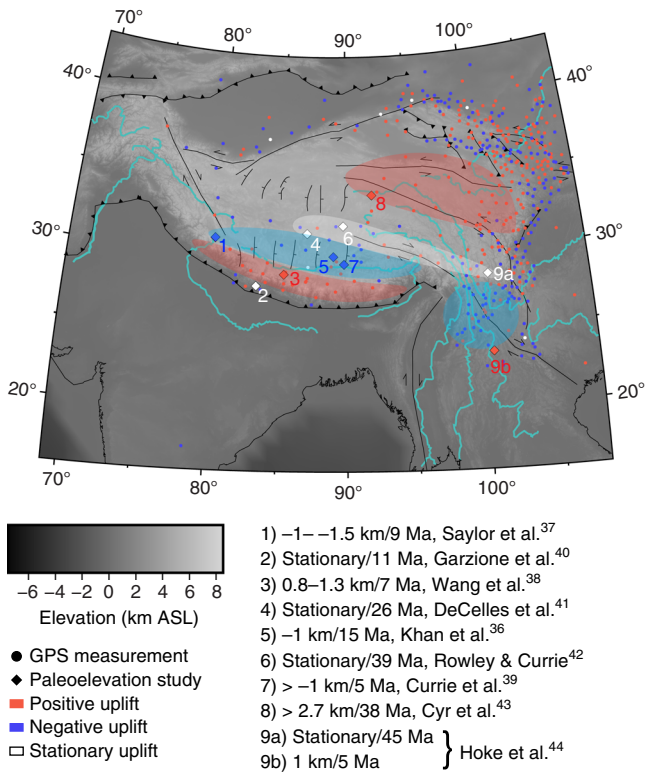 70°
80°
90°
100°
40°
40°
8
30°
1
4
6
5
7
3
2
9a
30°
9b
20°
20°
70°
80°
90°
100°
−6 −4 −2 0 2 4 6 8
Elevation (km ASL)
GPS measurement
Paleoelevation study
Positive uplift
Negative uplift
Stationary uplift
1) −1− −1.5 km/9 Ma, Saylor et al.37
2) Stationary/11 Ma, Garzione et al.40
3) 0.8–1.3 km/7 Ma, Wang et al.38
4) Stationary/26 Ma, DeCelles et al.41
5) −1 km/15 Ma, Khan et al.36
6) Stationary/39 Ma, Rowley & Currie42
7) > −1 km/5 Ma, Currie et al.39
8) > 2.7 km/38 Ma, Cyr et al.43
9a) Stationary/45 Ma
9b) 1 km/5 Ma
} Hoke et al.44